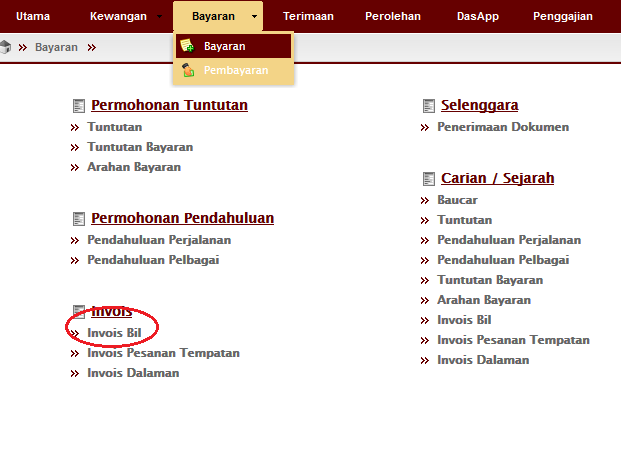 Utama Kewangan Bayaran Terimaan Perolehan DasApp Penggajian
Bayaran
Bayaran
Pembayaran
Permohonan Tuntutan
Tuntutan
Tuntutan Bayaran
Arahan Bayaran
Permohonan Pendahuluan
Pendahuluan Perjalanan
Pendahuluan Pelbagai
Invois
Invois Bil
Invois Pesanan Tempatan
Invois Dalaman
Selenggara
Penerimaan Dokumen
Carian / Sejarah
Baucar
Tuntutan
Pendahuluan Perjalanan
Pendahuluan Pelbagai
Tuntutan Bayaran
Arahan Bayaran
Invois Bil
Invois Pesanan Tempatan
Invois Dalaman